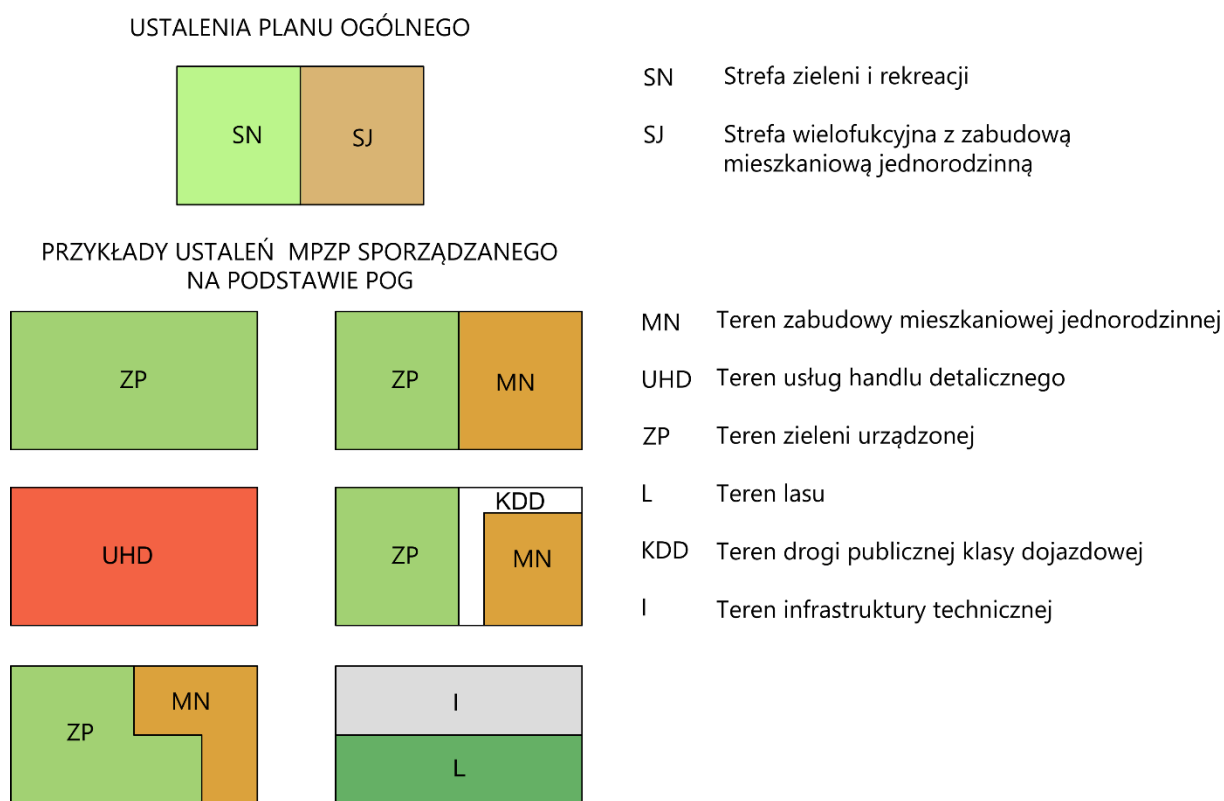 USTALENIA PLANU OGÓLNEGO
SN
SJ
SN Strefa zieleni i rekreacji
SJ Strefa wielofukcyjna z zabudową
mieszkaniową jednorodzinną
PRZYKŁADY USTALEŃ MPZP SPORZĄDZANEGO
NA PODSTAWIE POG
ZP
ZP
MN
UHD
ZP
KDD
MN
ZP
MN
I
L
MN Teren zabudowy mieszkaniowej jednorodzinnej
UHD Teren usług handlu detalicznego
ZP Teren zieleni urządzonej
L Teren lasu
KDD Teren drogi publicznej klasy dojazdowej
I Teren infrastruktury technicznej